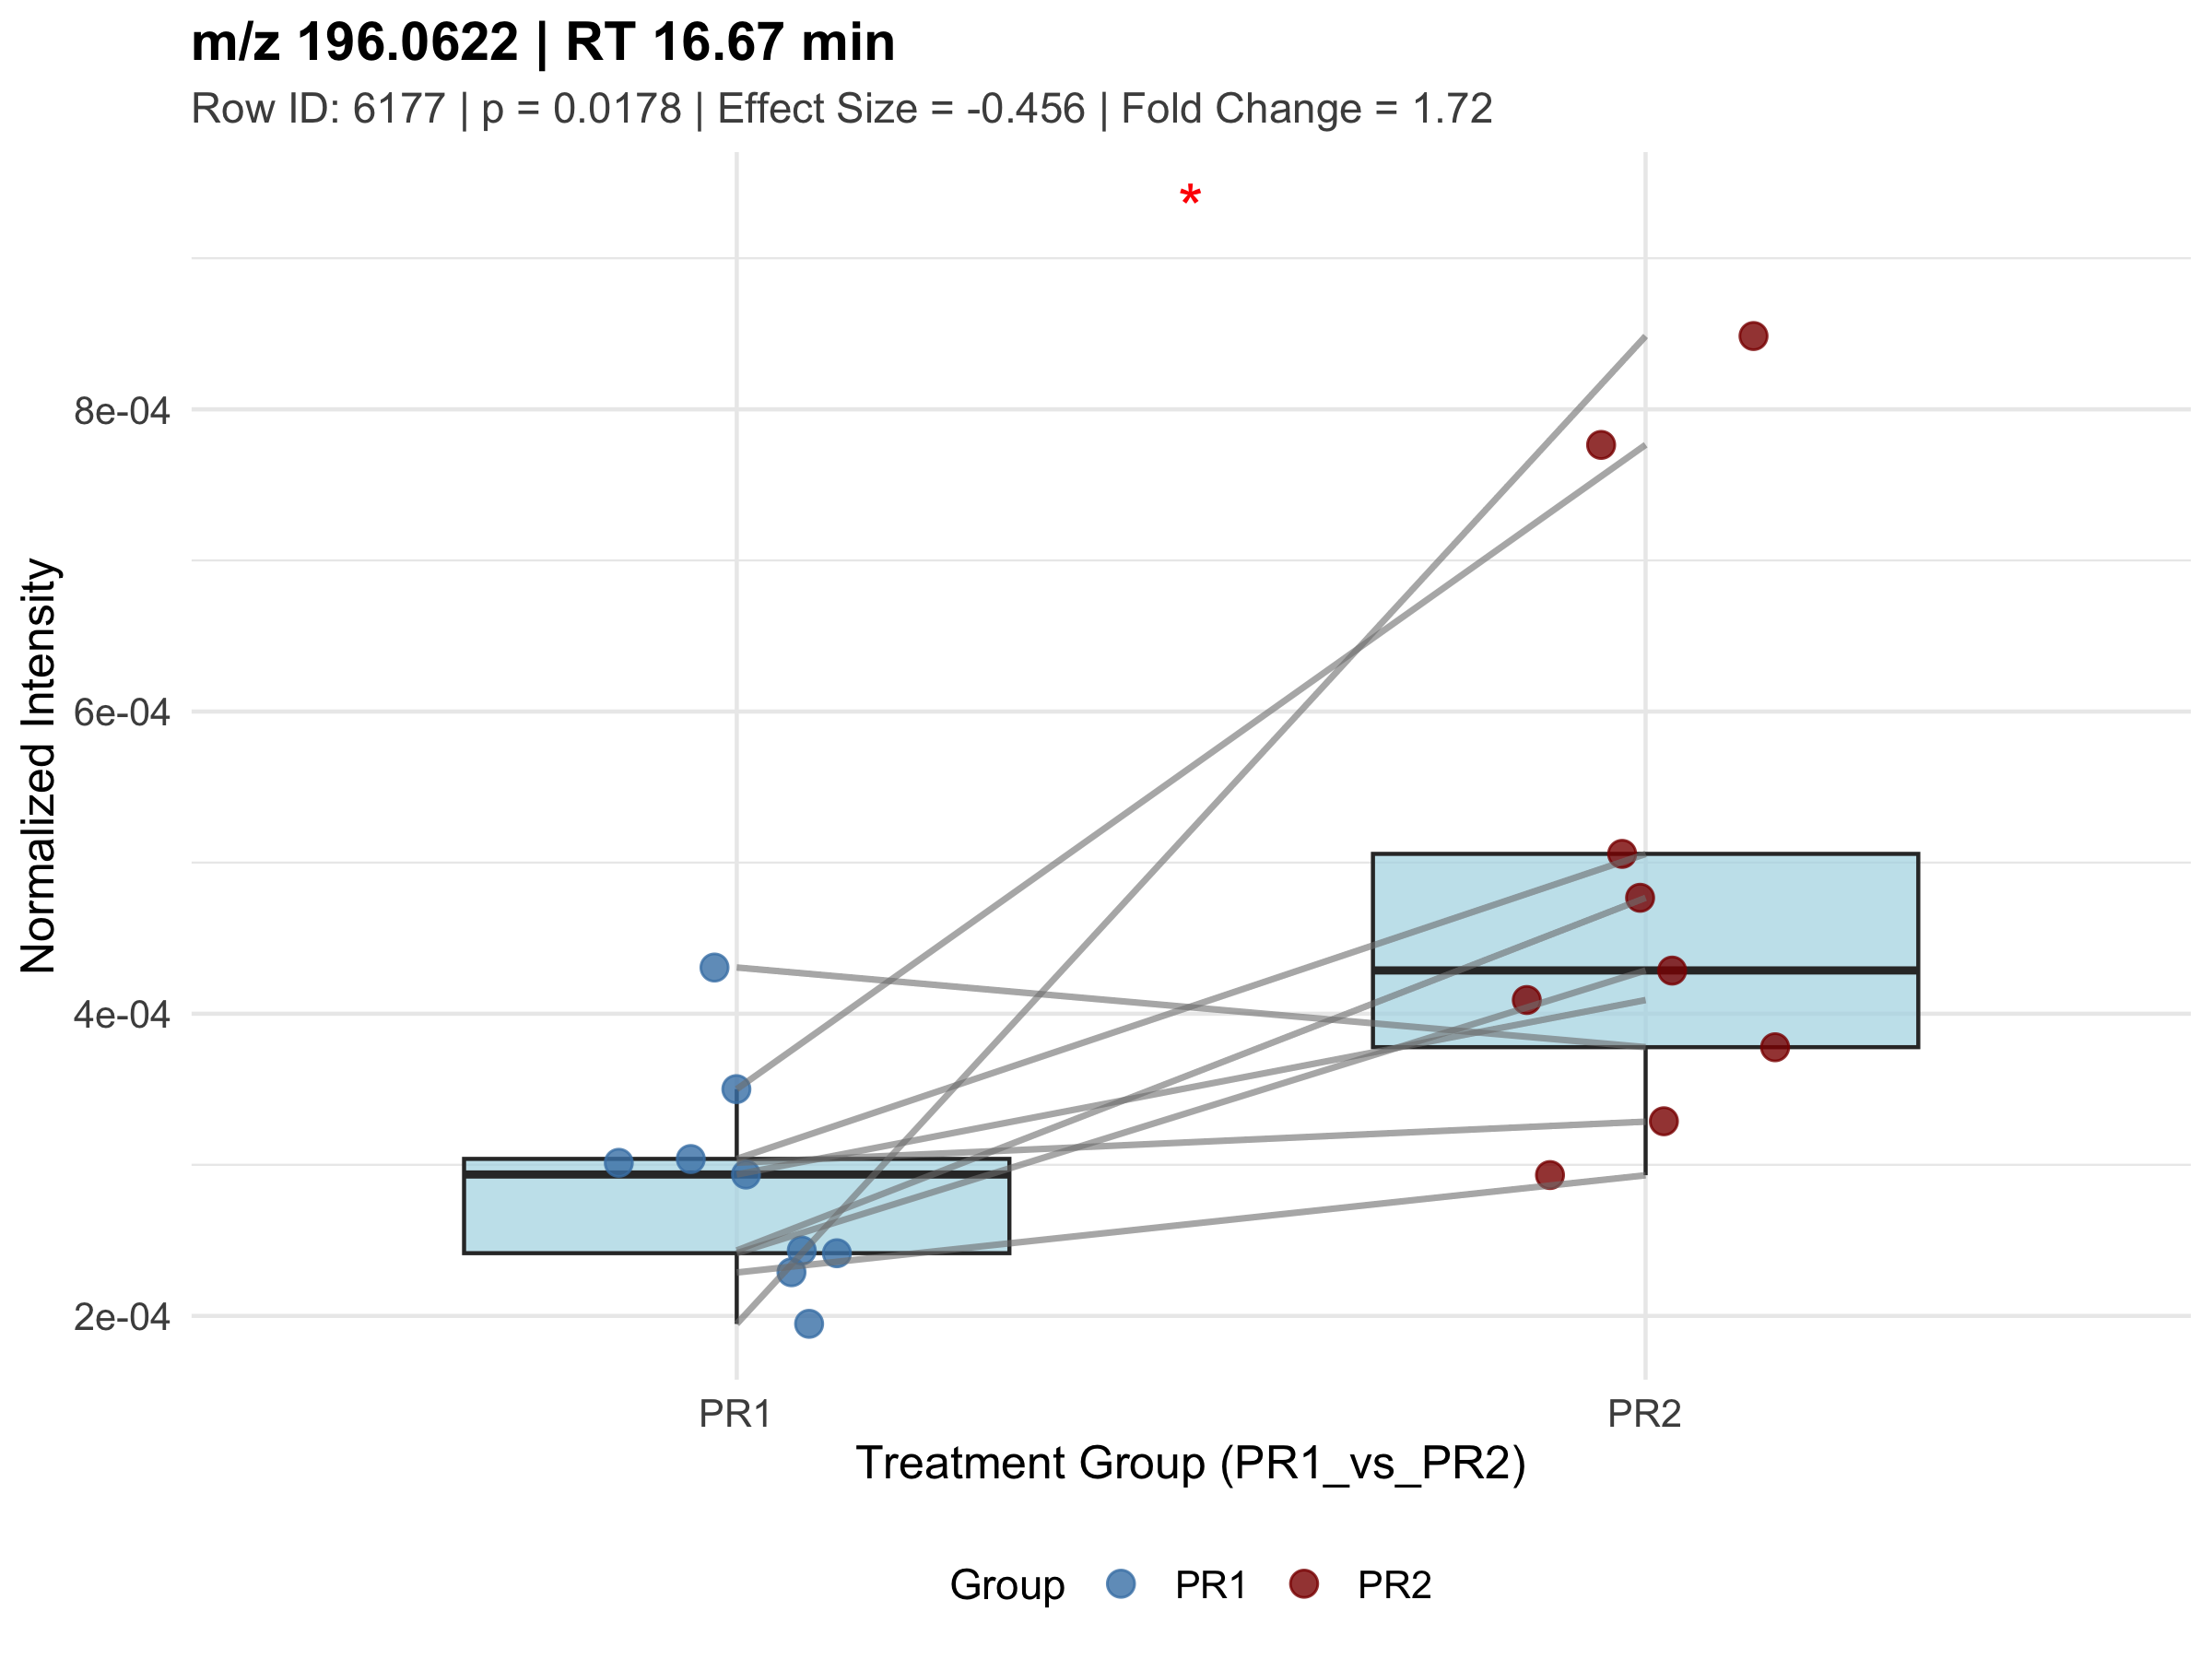 m/z 196.0622 | RT 16.67 min
Row ID: 6177 | p = 0.0178 | Effect Size = -0.456 | Fold Change = 1.72
*
8e-04
6e-04
4e-04
2e-04
Normalized Intensity
PR1
PR2
Treatment Group (PR1_vs_PR2)
Group PR1 PR2